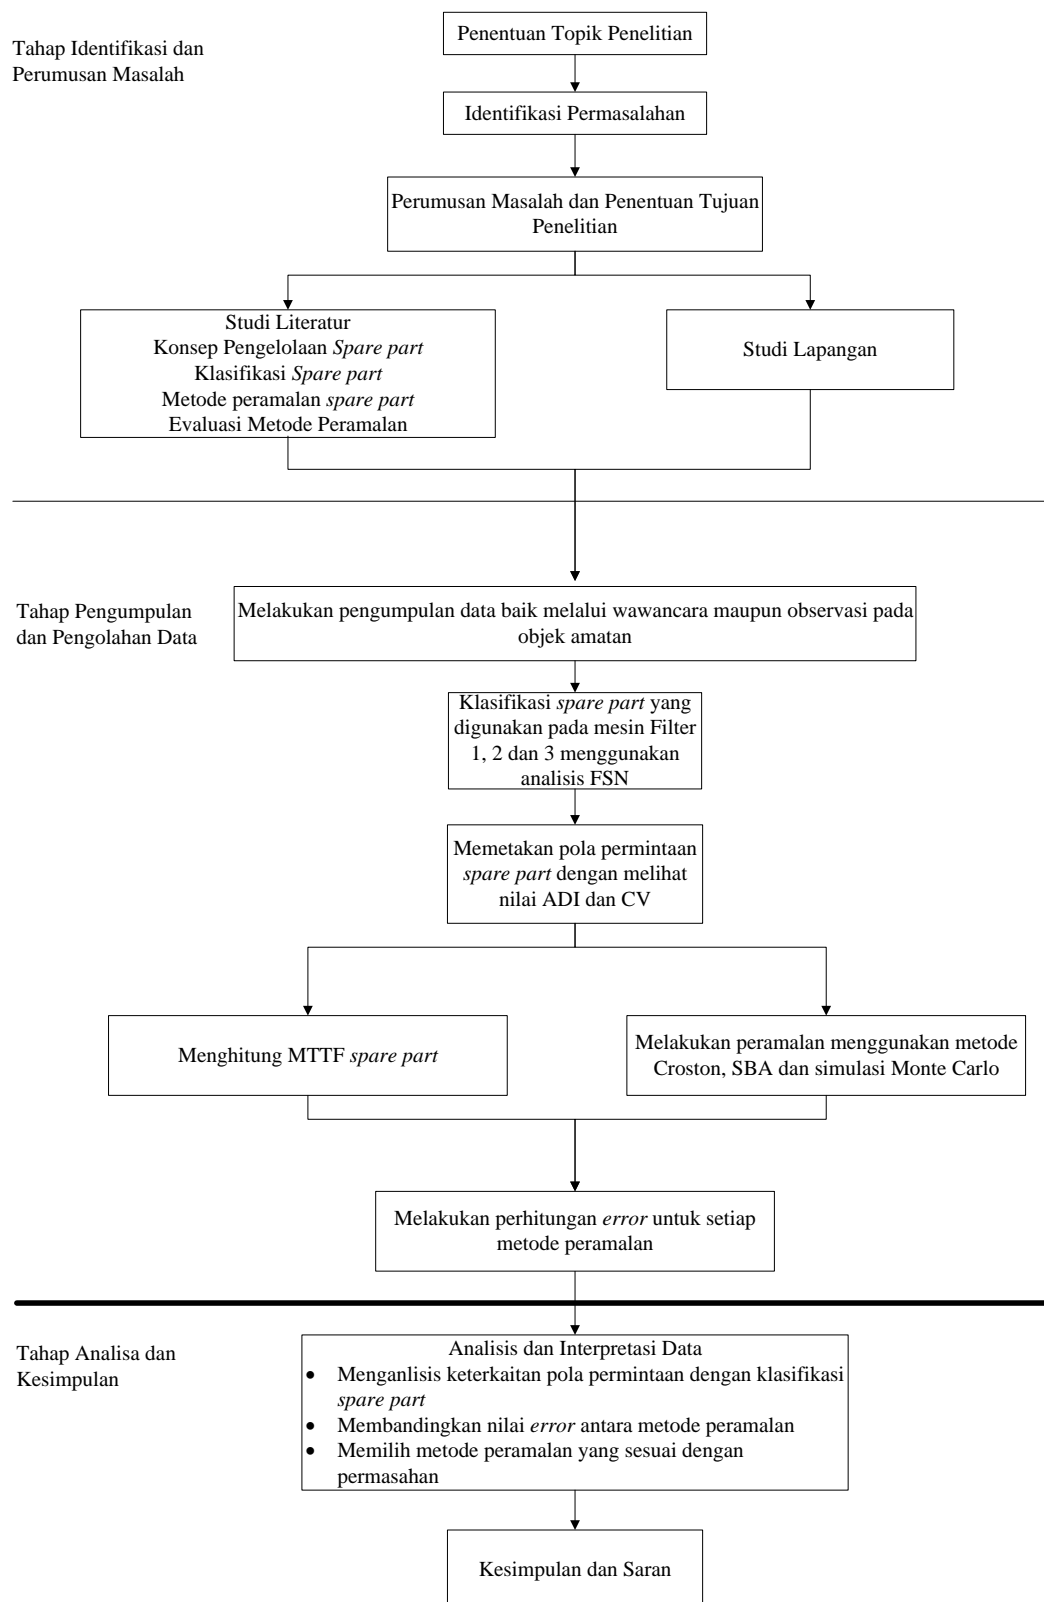 Tahap Identifikasi dan
Perumusan Masalah
Penentuan Topik Penelitian
Identifikasi Permasalahan
Perumusan Masalah dan Penentuan Tujuan
Penelitian
Studi Literatur
Konsep Pengelolaan Spare part
Klasifikasi Spare part
Metode peramalan spare part
Evaluasi Metode Peramalan
Studi Lapangan
Tahap Pengumpulan
dan Pengolahan Data
Melakukan pengumpulan data baik melalui wawancara maupun observasi pada
objek amatan
Klasifikasi spare part yang
digunakan pada mesin Filter
1, 2 dan 3 menggunakan
analisis FSN
Memetakan pola permintaan
spare part dengan melihat
nilai ADI dan CV
Menghitung MTTF spare part
Melakukan peramalan menggunakan metode
Croston, SBA dan simulasi Monte Carlo
Melakukan perhitungan error untuk setiap
metode peramalan
Tahap Analisa dan
Kesimpulan
Analisis dan Interpretasi Data
• Menganlisis keterkaitan pola permintaan dengan klasifikasi
spare part
• Membandingkan nilai error antara metode peramalan
• Memilih metode peramalan yang sesuai dengan
permasahan
Kesimpulan dan Saran